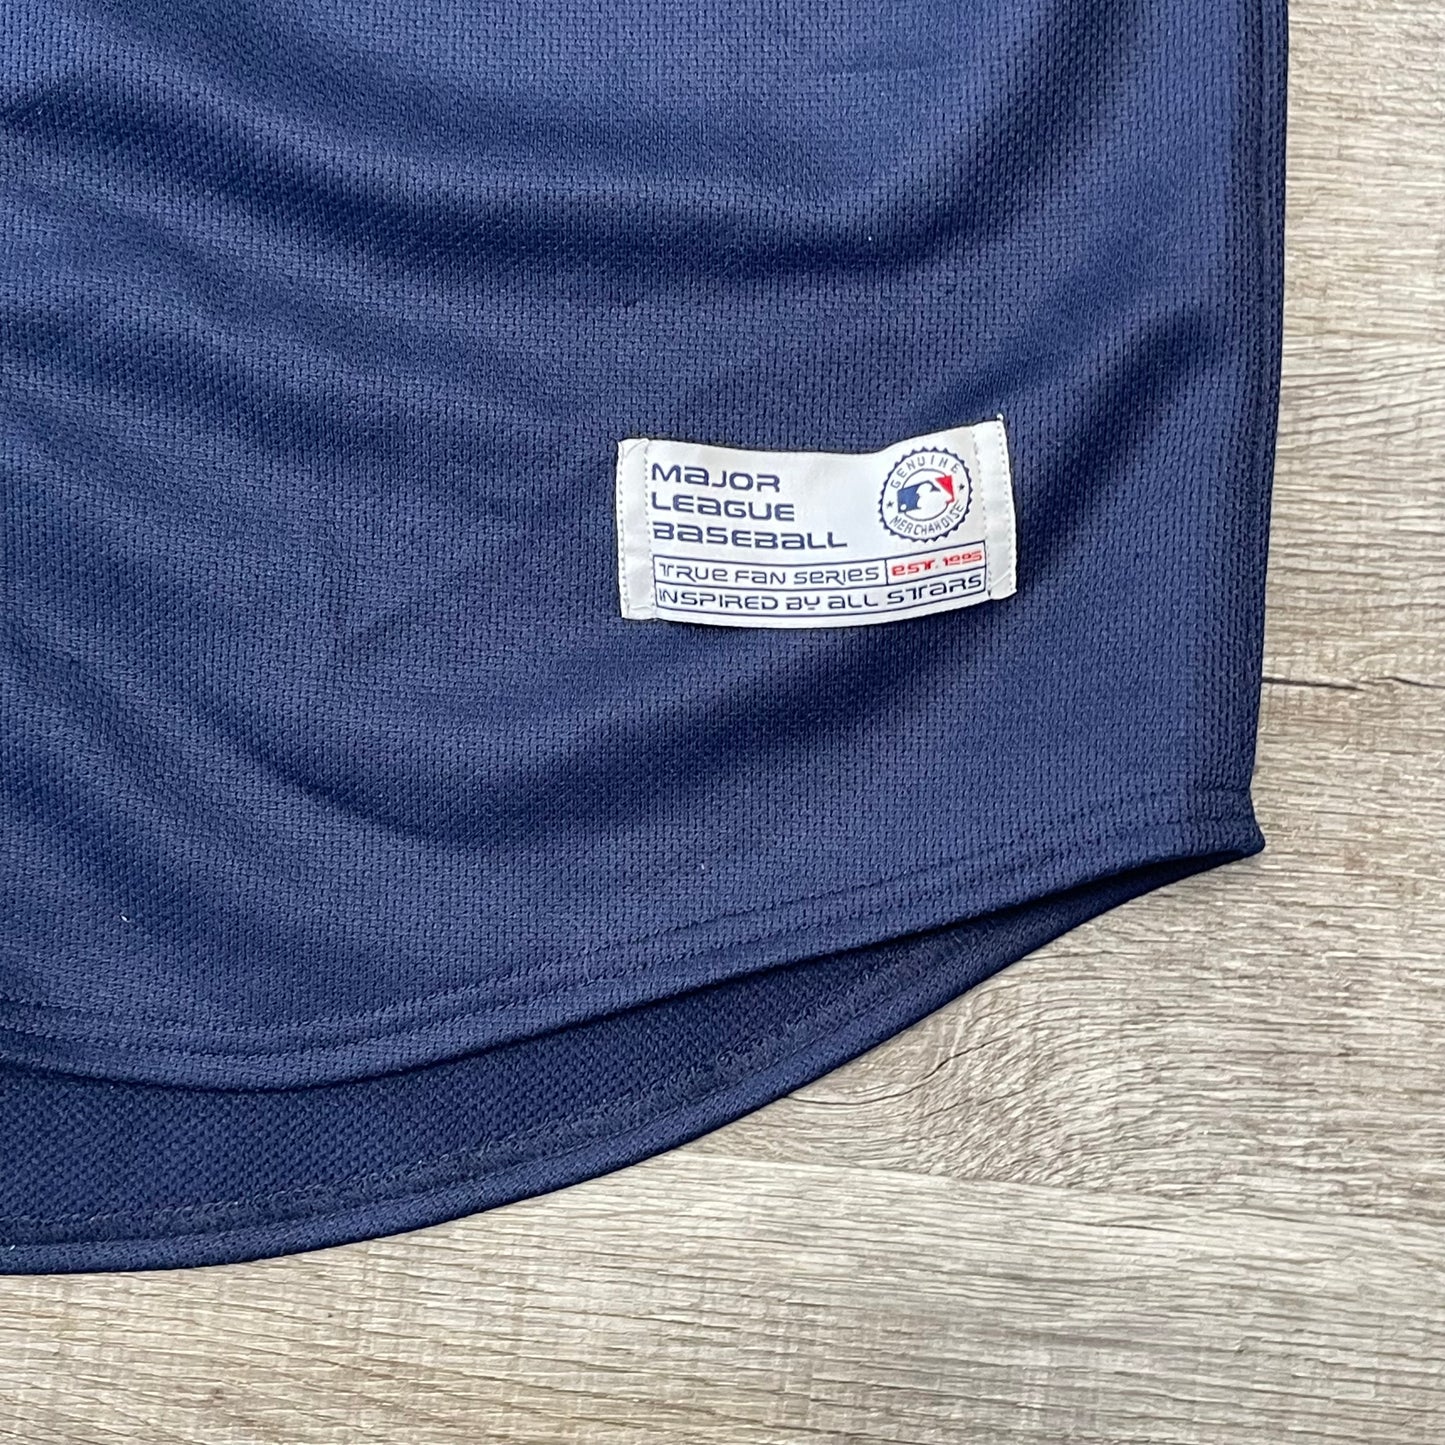 MAJOR
LEAGUE
BASEBALL
GENUINE
MERCHANDISE
TRUE FAN SERIES EST. 1995
INSPIRED BY ALL STARS